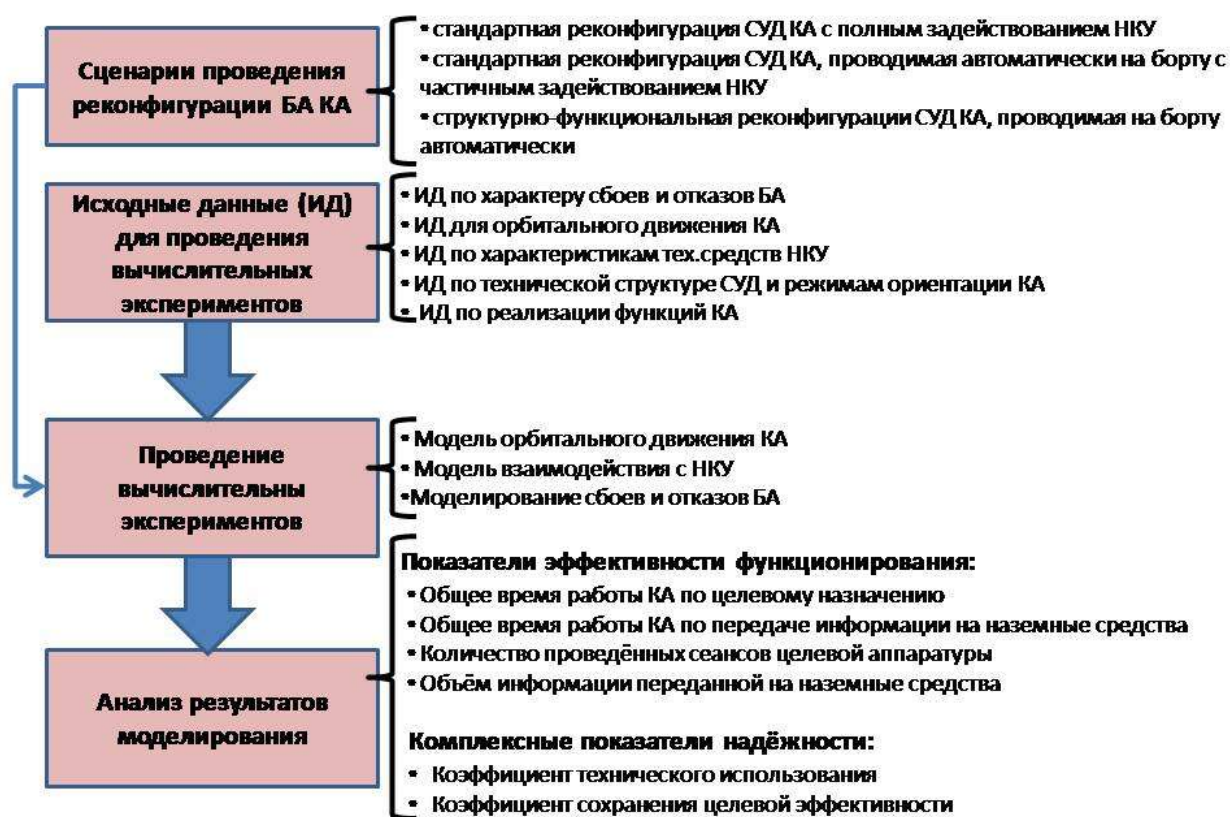 Сценарии проведения
реконфигурации БА КА
• стандартная реконфигурация СУД КА с полным задействованием НКУ
• стандартная реконфигурация СУД КА, проводимая автоматически на борту с
частичным задействованием НКУ
• структурно-функциональная реконфигурации СУД КА, проводимая на борту
автоматически
Исходные данные (ИД)
для проведения
вычислительных
экспериментов
• ИД по характеру сбоев и отказов БА
• ИД для орбитального движения КА
• ИД по характеристикам тех.средств НКУ
• ИД по технической структуре СУД и режимам ориентации КА
• ИД по реализации функций КА
Проведение
вычислительны
экспериментов
• Модель орбитального движения КА
• Модель взаимодействия с НКУ
•Моделирование сбоев и отказов БА
Анализ результатов
моделирования
Показатели эффективности функционирования:
• Общее время работы КА по целевому назначению
• Общее время работы КА по передаче информации на наземные средства
• Количество проведённых сеансов целевой аппаратуры
• Объём информации переданной на наземные средства
Комплексные показатели надёжности:
• Коэффициент технического использования
• Коэффициент сохранения целевой эффективности